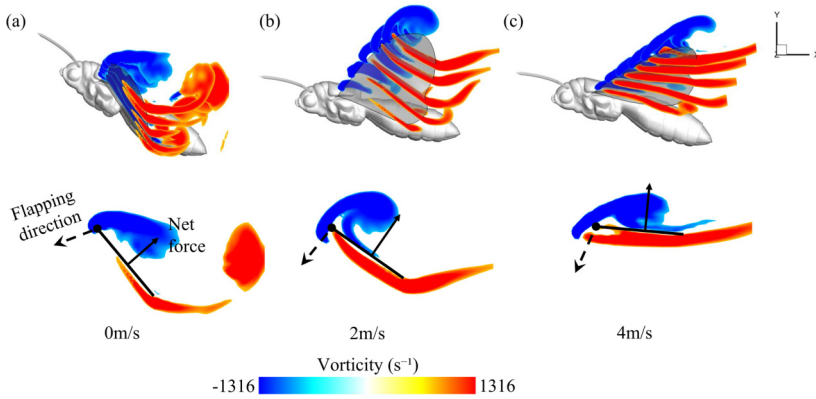 (a)
(b)
(c)
Y
Z
X
Flapping
direction
Net
force
0m/s
2m/s
4m/s
Vorticity (s⁻¹)
-1316
1316